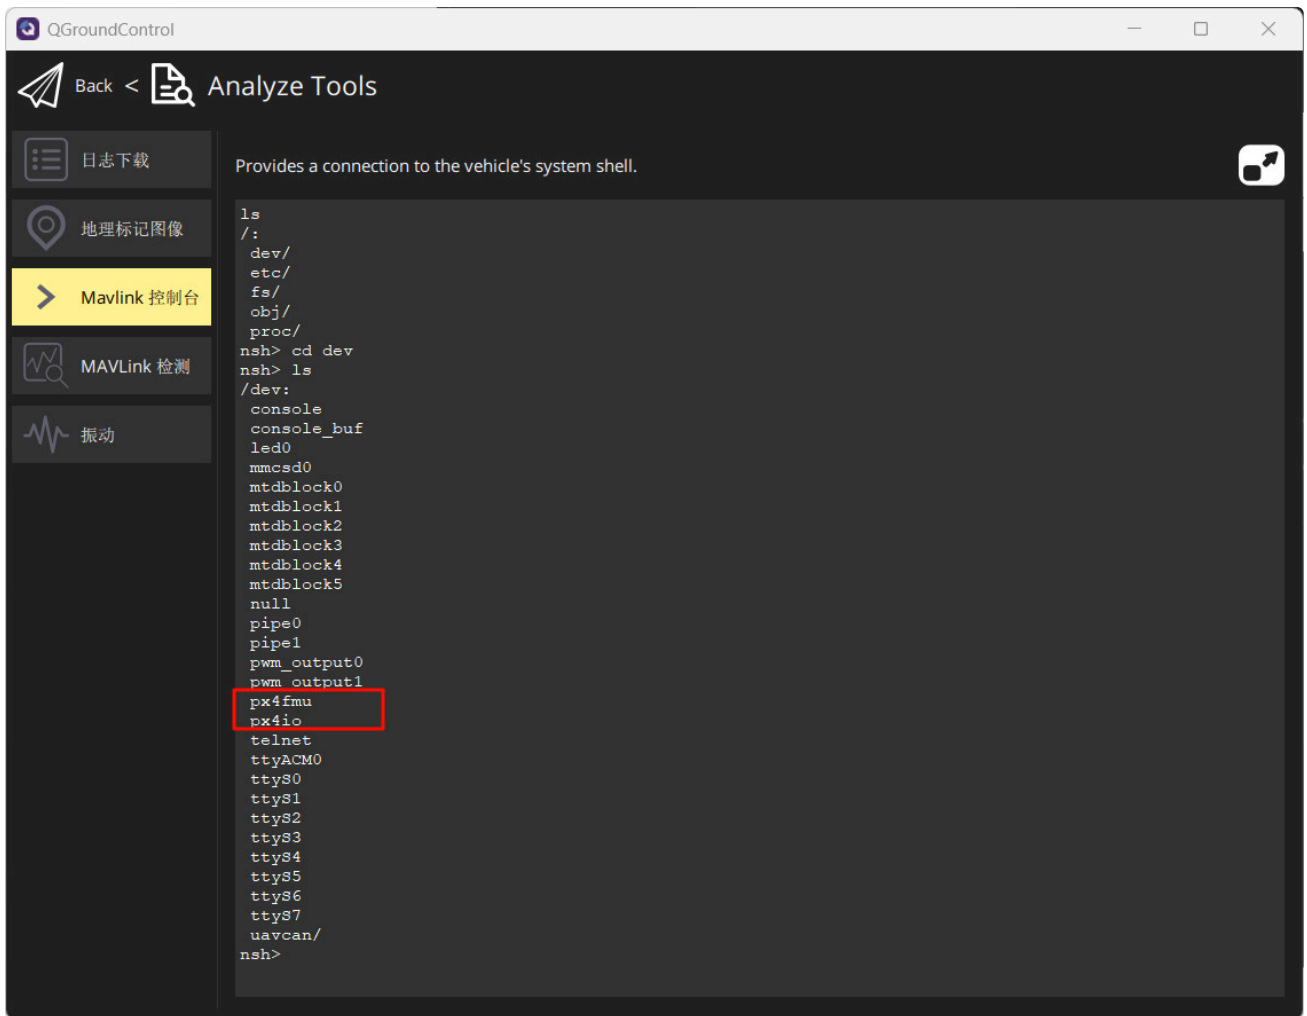 QGroundControl
Back < Analyze Tools
日志下载
地理标记图像
Mavlink 控制台
MAVLink 检测
振动
Provides a connection to the vehicle's system shell.
ls
/:
dev/
etc/
fs/
obj/
proc/
nsh> cd dev
nsh> ls
/dev:
console
console_buf
led0
mmcsd0
mtdblock0
mtdblock1
mtdblock2
mtdblock3
mtdblock4
mtdblock5
null
pipe0
pipe1
pwm_output0
pwm_output1
px4fmu
px4io
telnet
ttyACM0
ttyS0
ttyS1
ttyS2
ttyS3
ttyS4
ttyS5
ttyS6
ttyS7
uavcan/
nsh>